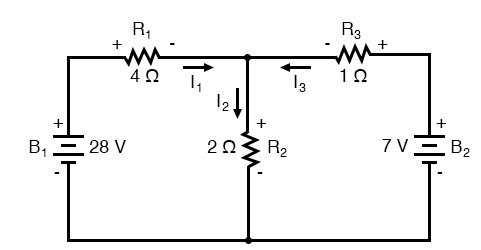 R₁ R₃
+ - - +
4 Ω 1 Ω
I₁ I₃
I₂
+ + +
B₁ 28 V 2 Ω R₂ 7 V B₂
- - -